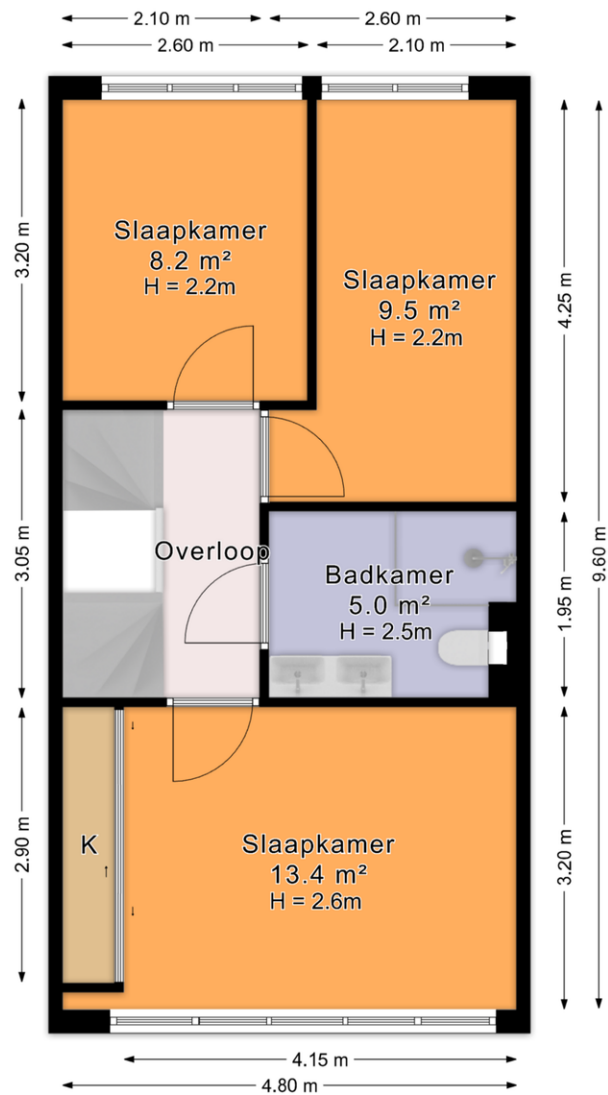 2.10 m
2.60 m
2.60 m
2.10 m
3.20 m
Slaapkamer
8.2 m²
H = 2.2m
Slaapkamer
9.5 m²
H = 2.2m
4.25 m
3.05 m
Overloop
Badkamer
5.0 m²
H = 2.5m
1.95 m
9.60 m
2.90 m
K
Slaapkamer
13.4 m²
H = 2.6m
3.20 m
4.15 m
4.80 m